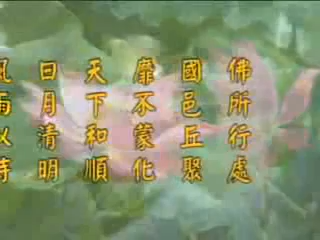 佛所行處
國邑丘聚
靡不蒙化
天下和順
日月清明
風雨以時